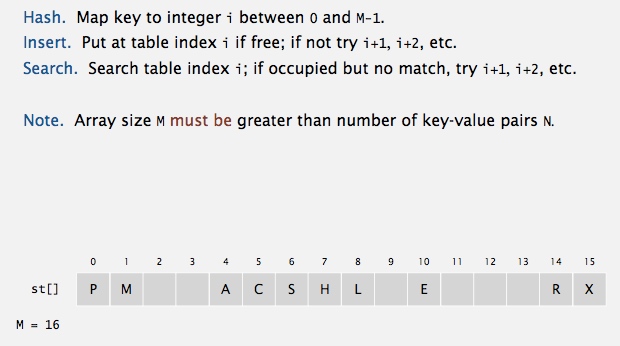 Hash. Map key to integer i between 0 and M-1.
Insert. Put at table index i if free; if not try i+1, i+2, etc.
Search. Search table index i; if occupied but no match, try i+1, i+2, etc.
Note. Array size M must be greater than number of key-value pairs N.
0 1 2 3 4 5 6 7 8 9 10 11 12 13 14 15
st[] P M A C S H L E R X
M = 16